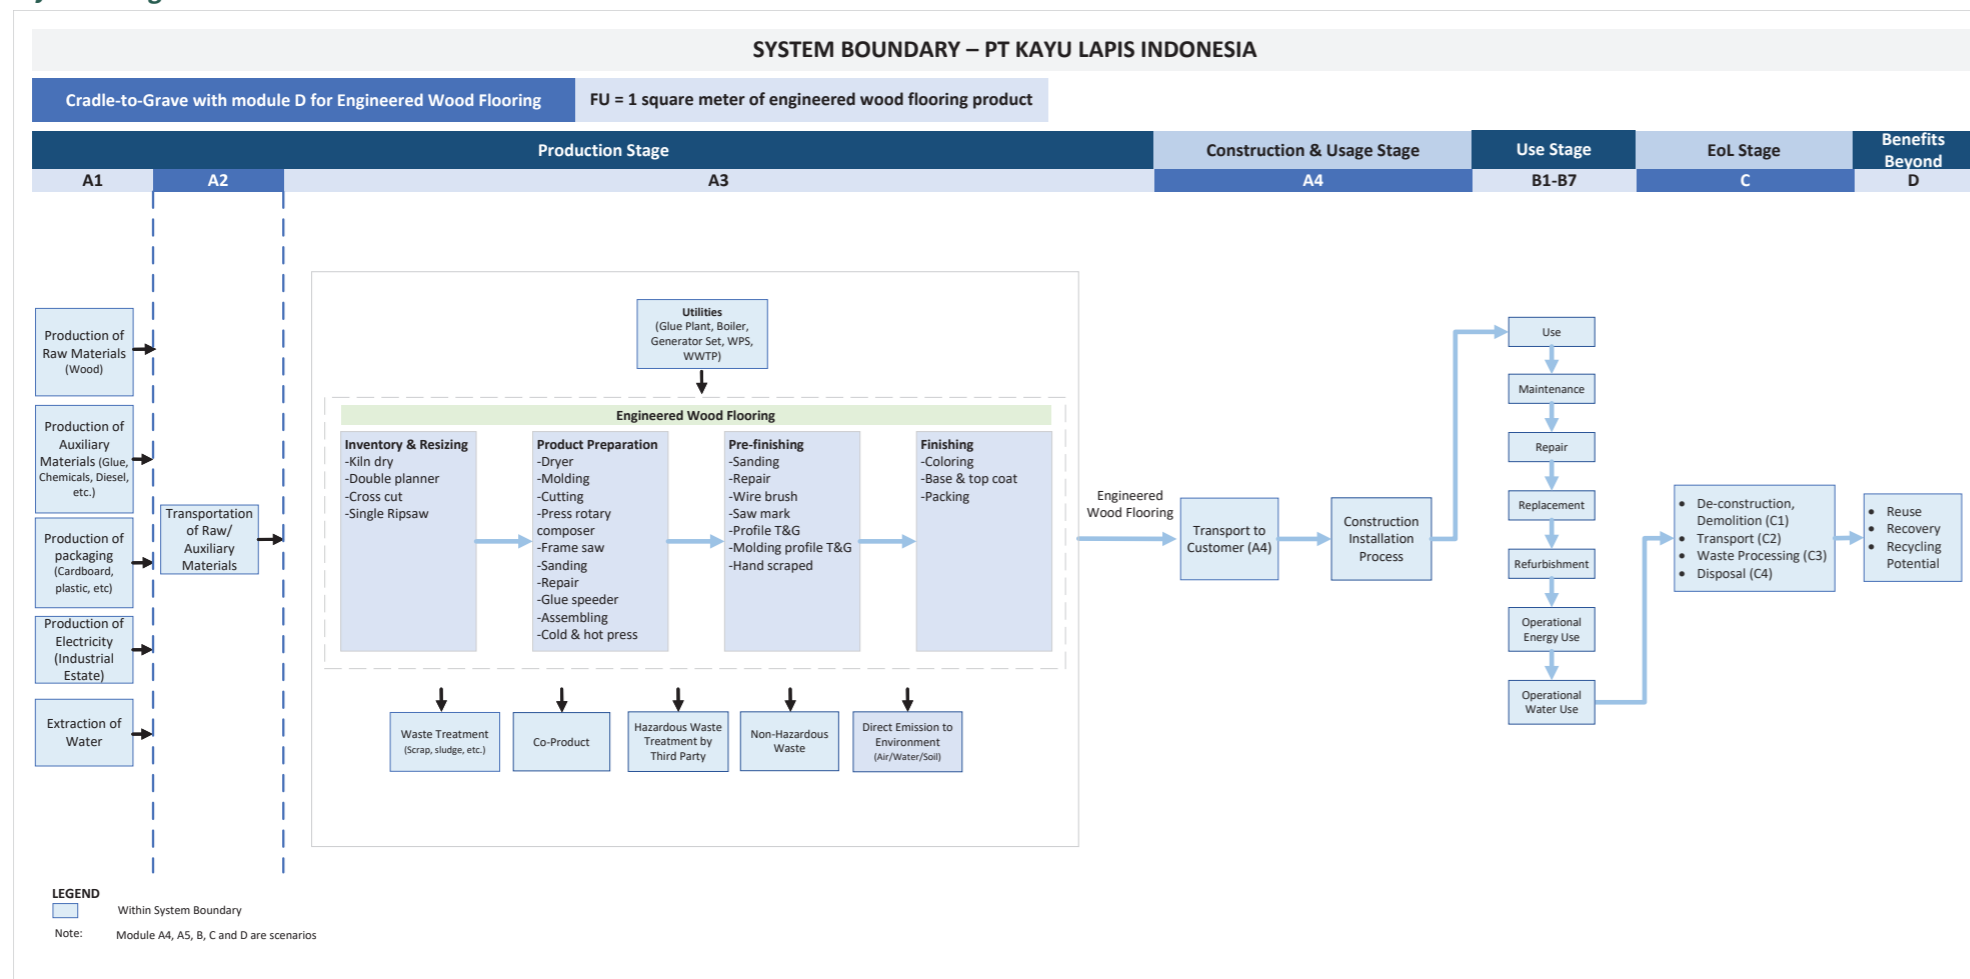 SYSTEM BOUNDARY – PT KAYU LAPIS INDONESIA
Cradle-to-Grave with module D for Engineered Wood Flooring
FU = 1 square meter of engineered wood flooring product
Production Stage
Construction & Usage Stage
Use Stage
EoL Stage
Benefits
Beyond
A1
A2
A3
A4
B1-B7
C
D
Production of
Raw Materials
(Wood)
Production of
Auxiliary
Materials (Glue,
Chemicals, Diesel,
etc.)
Production of
packaging
(Cardboard,
plastic, etc)
Production of
Electricity
(Industrial
Estate)
Extraction of
Water
Transportation
of Raw/
Auxiliary
Materials
Utilities
(Glue Plant, Boiler,
Generator Set, WPS,
WWTP)
Engineered Wood Flooring
Inventory & Resizing
-Kiln dry
-Double planner
-Cross cut
-Single Ripsaw
Product Preparation
-Dryer
-Molding
-Cutting
-Press rotary
composer
-Frame saw
-Sanding
-Repair
-Glue speeder
-Assembling
-Cold & hot press
Pre-finishing
-Sanding
-Repair
-Wire brush
-Saw mark
-Profile T&G
-Molding profile T&G
-Hand scraped
Finishing
-Coloring
-Base & top coat
-Packing
Waste Treatment
(Scrap, sludge, etc.)
Co-Product
Hazardous Waste
Treatment by
Third Party
Non-Hazardous
Waste
Direct Emission to
Environment
(Air/Water/Soil)
Engineered
Wood Flooring
Transport to
Customer (A4)
Construction
Installation
Process
Use
Maintenance
Repair
Replacement
Refurbishment
Operational
Energy Use
Operational
Water Use
• De-construction,
Demolition (C1)
• Transport (C2)
• Waste Processing (C3)
• Disposal (C4)
• Reuse
• Recovery
• Recycling
Potential
LEGEND
Within System Boundary
Note: Module A4, A5, B, C and D are scenarios